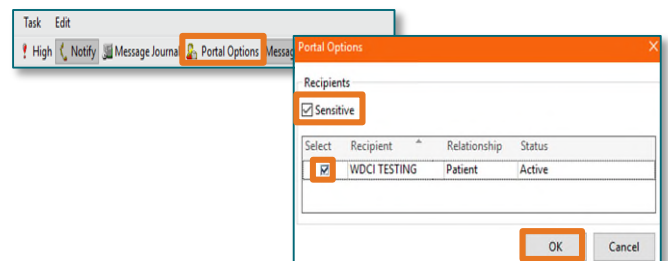 Task Edit
High Notify Message Journal Portal Options Messag
Portal Options X
Recipients
Sensitive
Select Recipient Relationship Status
WDCI TESTING Patient Active
OK Cancel